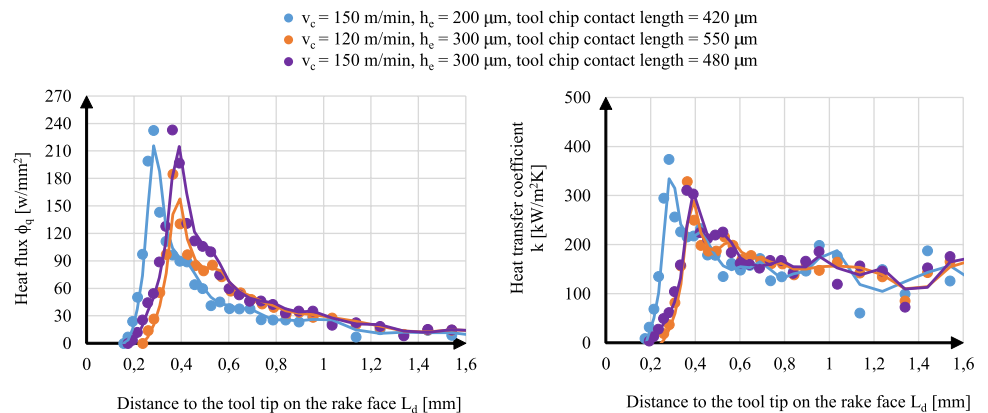 v_c = 150 m/min, h_e = 200 µm, tool chip contact length = 420 µm
v_c = 120 m/min, h_e = 300 µm, tool chip contact length = 550 µm
v_c = 150 m/min, h_e = 300 µm, tool chip contact length = 480 µm
Heat flux ϕ_q [w/mm²]
270
240
210
180
150
120
90
60
30
0
0 0,2 0,4 0,6 0,8 1 1,2 1,4 1,6
Distance to the tool tip on the rake face L_d [mm]
Heat transfer coefficient
k [kW/m²K]
500
400
300
200
100
0
0 0,2 0,4 0,6 0,8 1 1,2 1,4 1,6
Distance to the tool tip on the rake face L_d [mm]